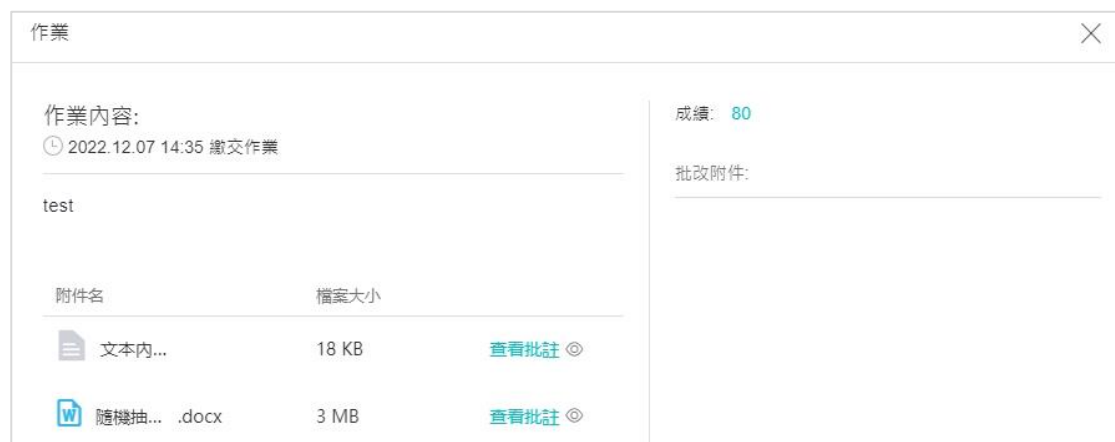 作業
作業內容:
2022.12.07 14:35 繳交作業
test
附件名 檔案大小
文本內... 18 KB 查看批註
隨機抽... .docx 3 MB 查看批註
成績: 80
批改附件: